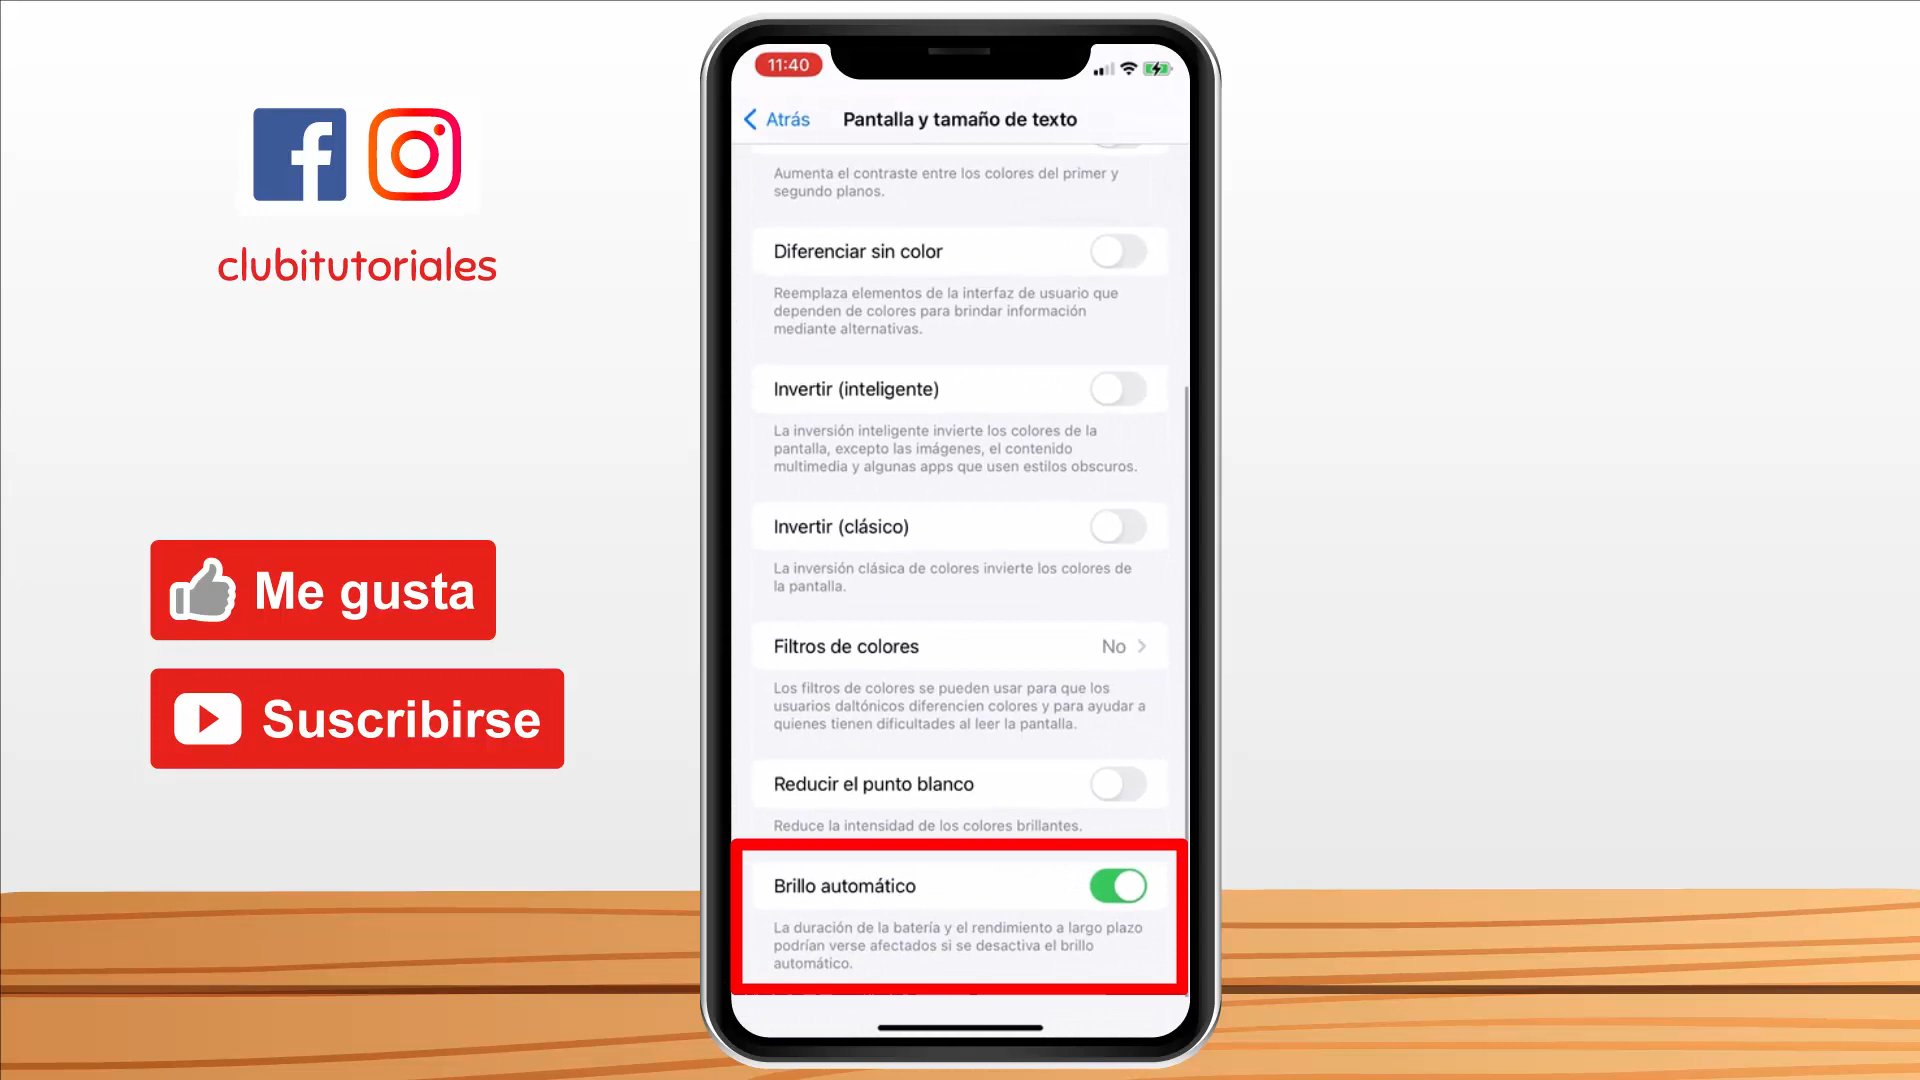 clubitutoriales
Me gusta
Suscribirse
11:40
Atrás
Pantalla y tamaño de texto
Aumenta el contraste entre los colores del primer y
segundo planos.
Diferenciar sin color
Reemplaza elementos de la interfaz de usuario que
dependen de colores para brindar información
mediante alternativas.
Invertir (inteligente)
La inversión inteligente invierte los colores de la
pantalla, excepto las imágenes, el contenido
multimedia y algunas apps que usen estilos obscuros.
Invertir (clásico)
La inversión clásica de colores invierte los colores de
la pantalla.
Filtros de colores No
Los filtros de colores se pueden usar para que los
usuarios daltónicos diferencien colores y para ayudar a
quienes tienen dificultades al leer la pantalla.
Reducir el punto blanco
Reduce la intensidad de los colores brillantes.
Brillo automático
La duración de la batería y el rendimiento a largo plazo
podrían verse afectados si se desactiva el brillo
automático.